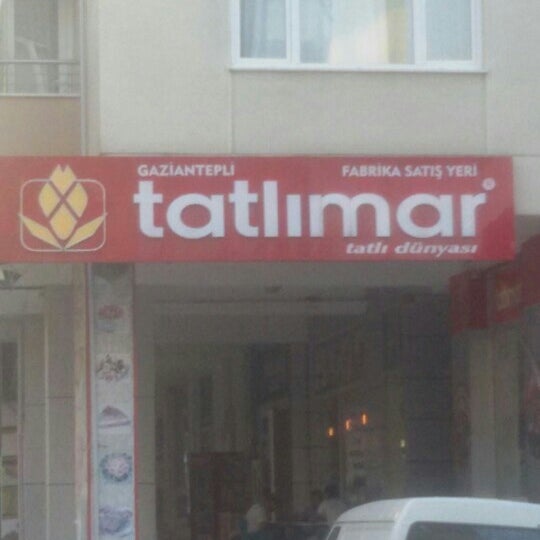 GAZİANTEPLİ FABRİKA SATIŞ YERİ
tatlımar®
tatlı dünyası